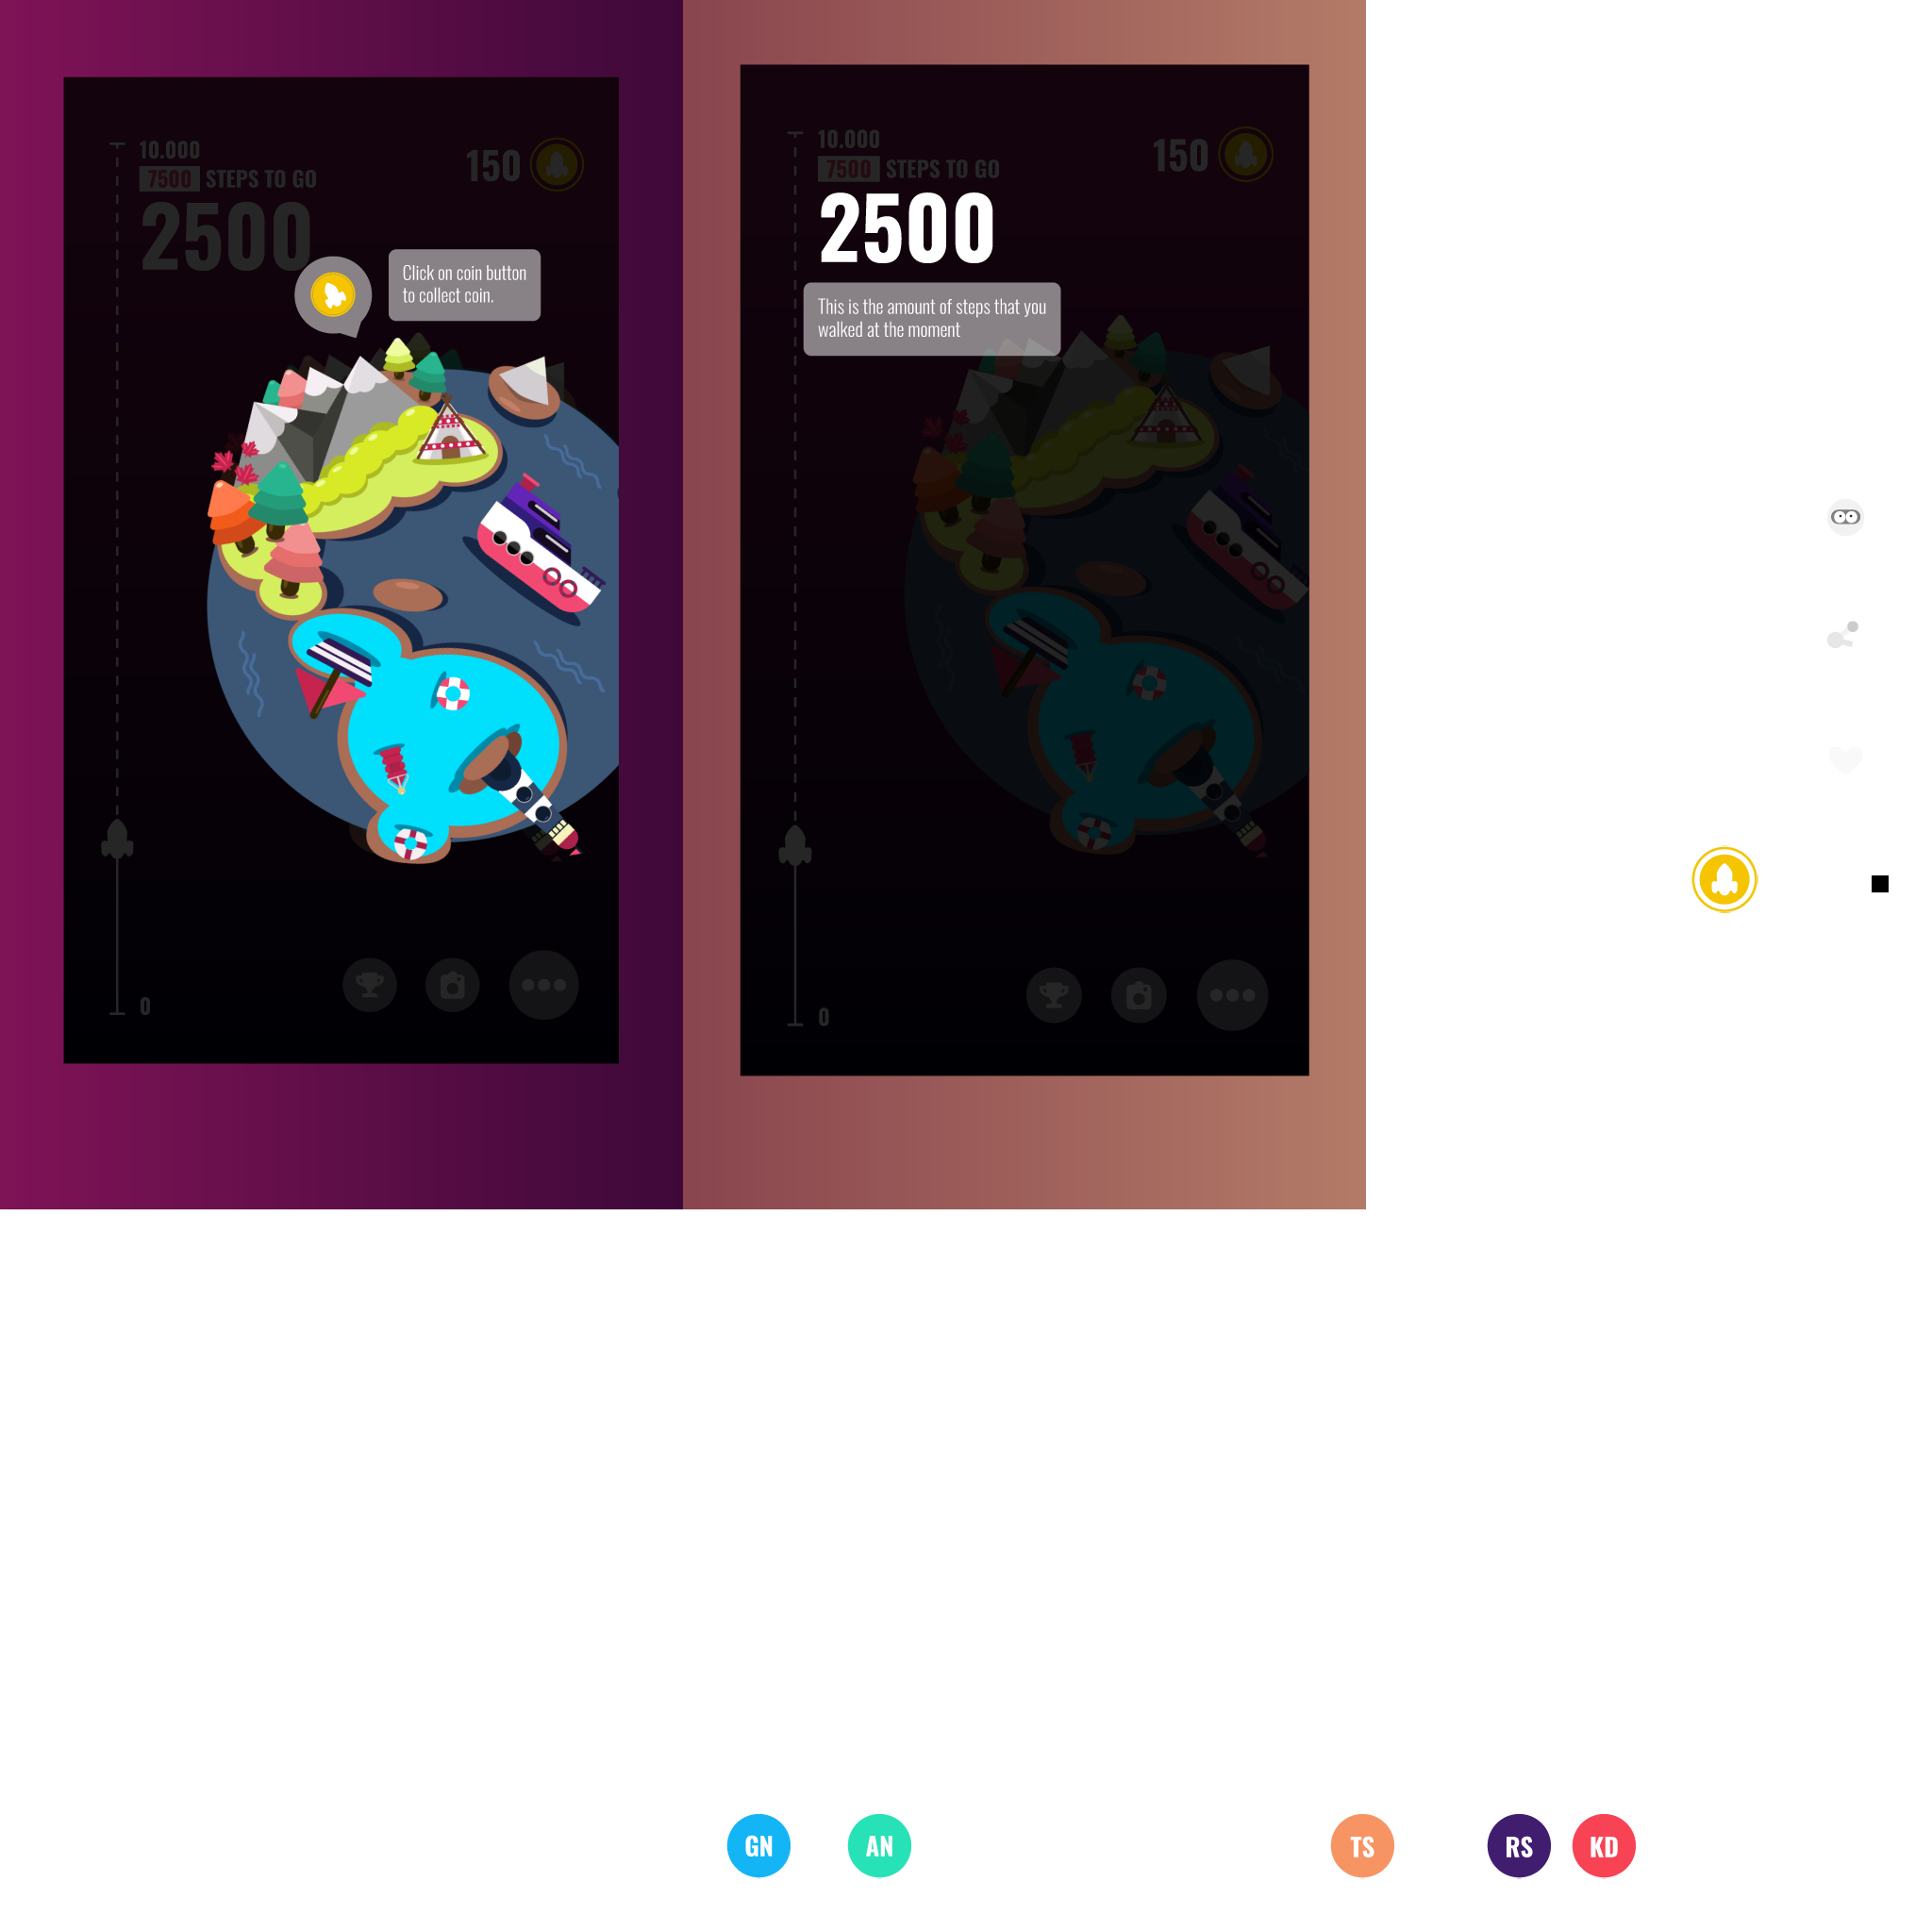 10.000
7500 STEPS TO GO
2500
150
Click on coin button
to collect coin.
0
10.000
7500 STEPS TO GO
2500
150
This is the amount of steps that you
walked at the moment
0
GN
AN
TS
RS
KD